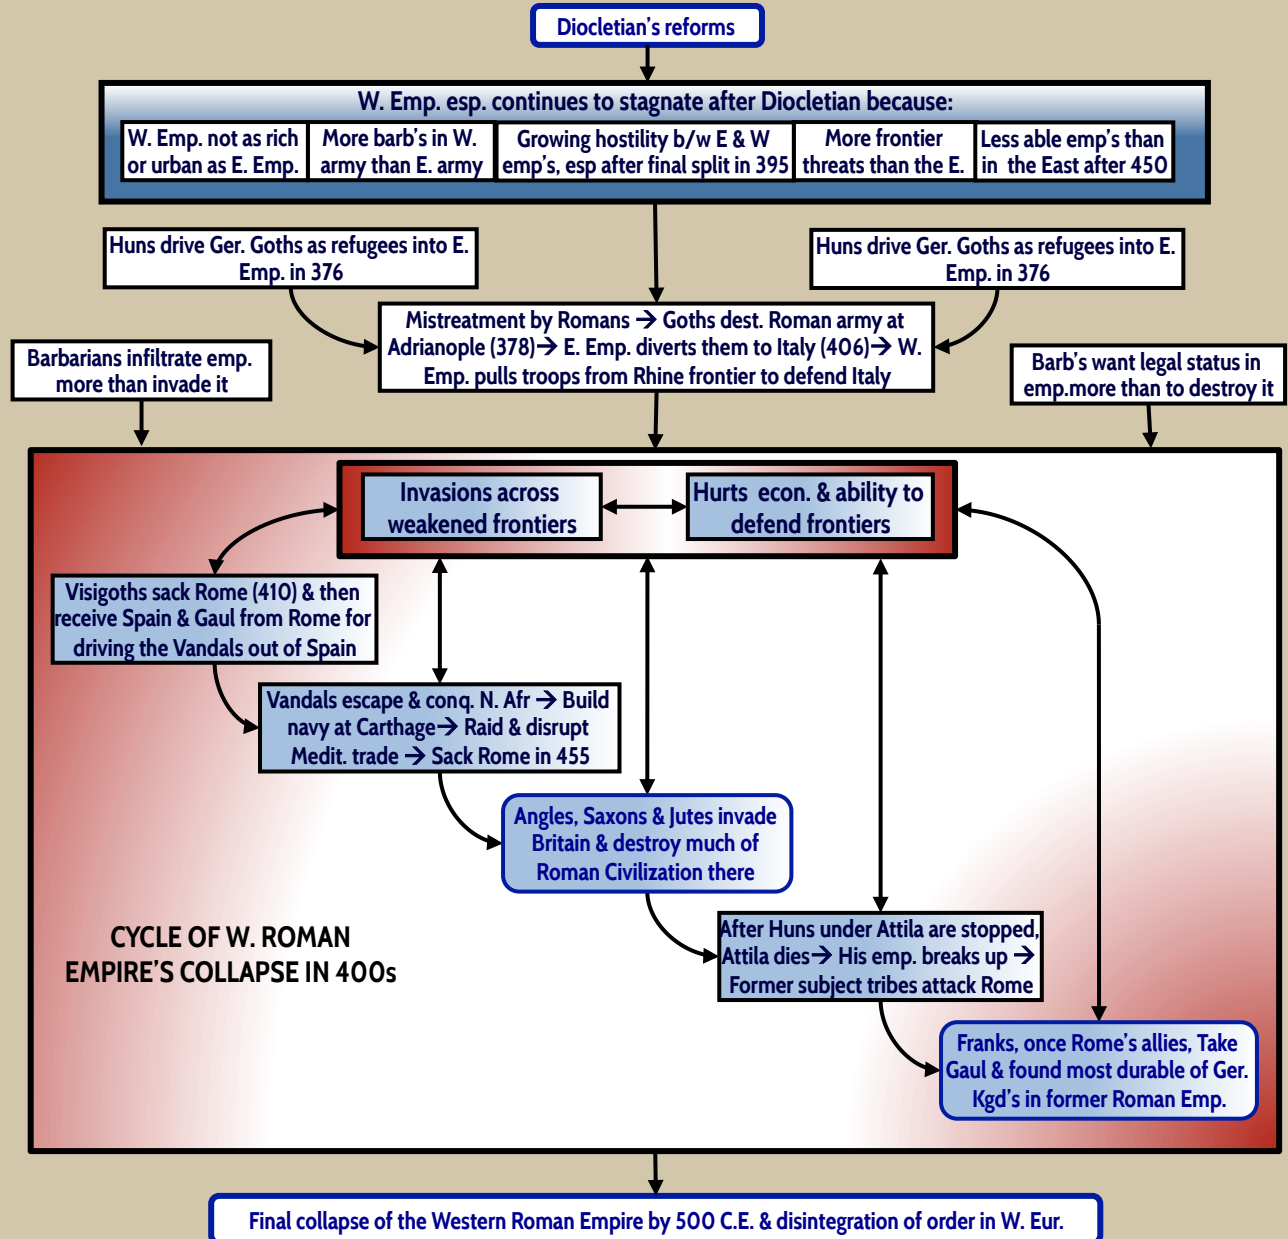 Diocletian's reforms
W. Emp. esp. continues to stagnate after Diocletian because:
W. Emp. not as rich
or urban as E. Emp.
More barb's in W.
army than E. army
Growing hostility b/w E & W
emp's, esp after final split in 395
More frontier
threats than the E.
Less able emp's than
in the East after 450
Huns drive Ger. Goths as refugees into E.
Emp. in 376
Huns drive Ger. Goths as refugees into E.
Emp. in 376
Mistreatment by Romans → Goths dest. Roman army at
Adrianople (378)→ E. Emp. diverts them to Italy (406)→ W.
Emp. pulls troops from Rhine frontier to defend Italy
Barbarians infiltrate emp.
more than invade it
Barb's want legal status in
emp.more than to destroy it
Invasions across
weakened frontiers
Hurts econ. & ability to
defend frontiers
Visigoths sack Rome (410) & then
receive Spain & Gaul from Rome for
driving the Vandals out of Spain
Vandals escape & conq. N. Afr → Build
navy at Carthage→ Raid & disrupt
Medit. trade → Sack Rome in 455
Angles, Saxons & Jutes invade
Britain & destroy much of
Roman Civilization there
After Huns under Attila are stopped,
Attila dies→ His emp. breaks up →
Former subject tribes attack Rome
CYCLE OF W. ROMAN
EMPIRE'S COLLAPSE IN 400s
Franks, once Rome's allies, Take
Gaul & found most durable of Ger.
Kgd's in former Roman Emp.
Final collapse of the Western Roman Empire by 500 C.E. & disintegration of order in W. Eur.